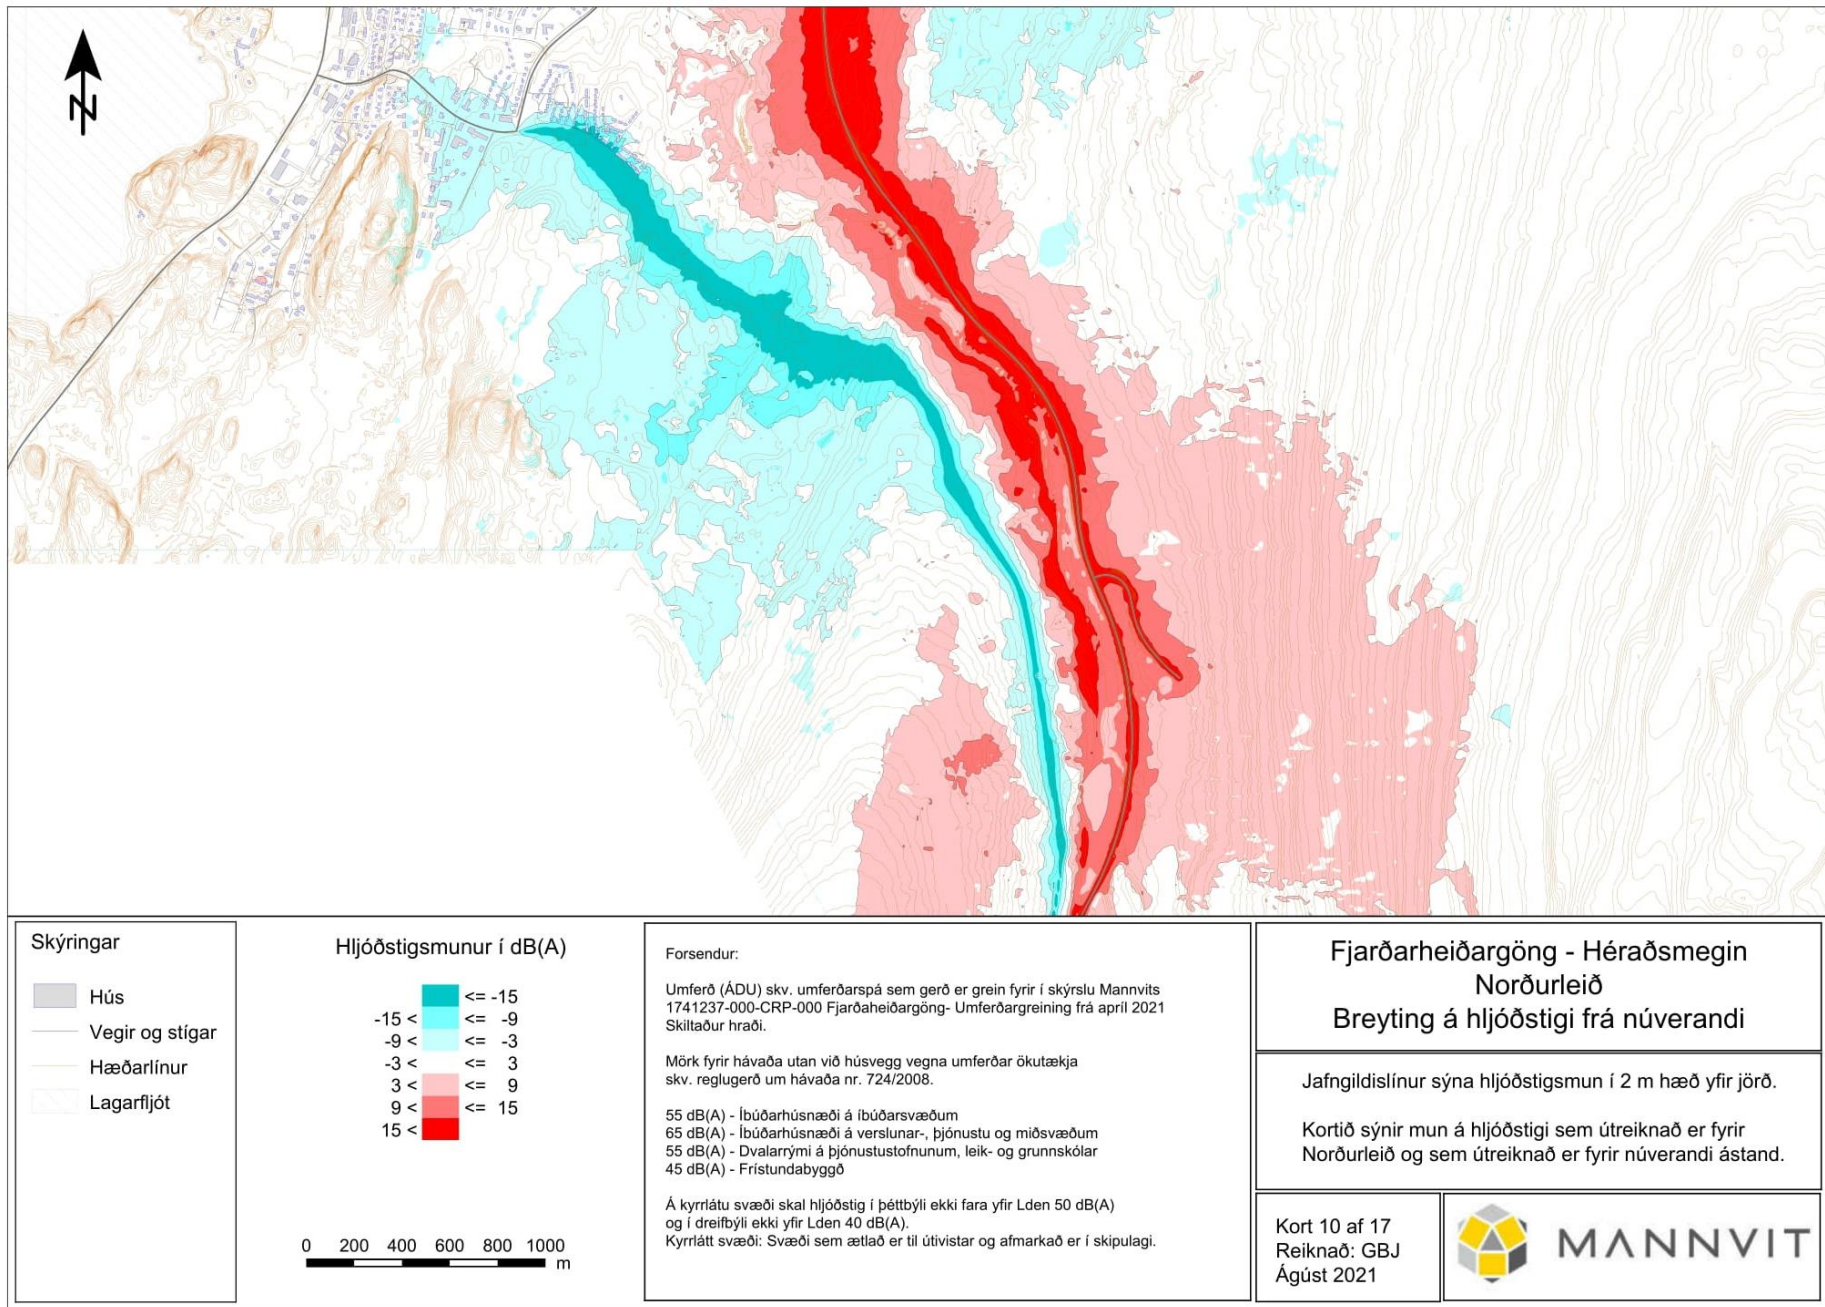 N
Skýringar
Hús
Vegir og stígar
Hæðarlínur
Lagarfljót
Hljóðstigsmunur í dB(A)
<= -15
-15 < <= -9
-9 < <= -3
-3 < <= 3
3 < <= 9
9 < <= 15
15 <
0 200 400 600 800 1000
m
Forsendur:
Umferð (ÁDU) skv. umferðarspá sem gerð er grein fyrir í skýrslu Mannvits
1741237-000-CRP-000 Fjarðaheiðargöng- Umferðargreining frá apríl 2021
Skiltaður hraði.
Mörk fyrir hávaða utan við húsvegg vegna umferðar ökutækja
skv. reglugerð um hávaða nr. 724/2008.
55 dB(A) - Íbúðarhúsnæði á íbúðarsvæðum
65 dB(A) - Íbúðarhúsnæði á verslunar-, þjónustu og miðsvæðum
55 dB(A) - Dvalarrými á þjónustustofnunum, leik- og grunnskólar
45 dB(A) - Frístundabyggð
Á kyrrlátu svæði skal hljóðstig í þéttbýli ekki fara yfir Lden 50 dB(A)
og í dreifbýli ekki yfir Lden 40 dB(A).
Kyrrlátt svæði: Svæði sem ætlað er til útivistar og afmarkað er í skipulagi.
Fjarðarheiðargöng - Héraðsmegin
Norðurleið
Breyting á hljóðstigi frá núverandi
Jafngildislínur sýna hljóðstigsmun í 2 m hæð yfir jörð.
Kortið sýnir mun á hljóðstigi sem útreiknað er fyrir
Norðurleið og sem útreiknað er fyrir núverandi ástand.
Kort 10 af 17
Reiknað: GBJ
Ágúst 2021
MANNVIT